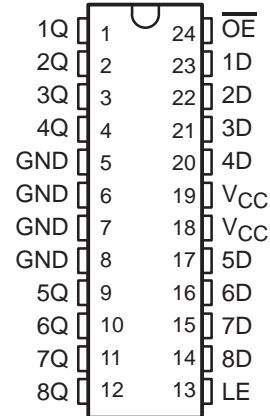 1Q 1 24 OE
2Q 2 23 1D
3Q 3 22 2D
4Q 4 21 3D
GND 5 20 4D
GND 6 19 VCC
GND 7 18 VCC
GND 8 17 5D
5Q 9 16 6D
6Q 10 15 7D
7Q 11 14 8D
8Q 12 13 LE